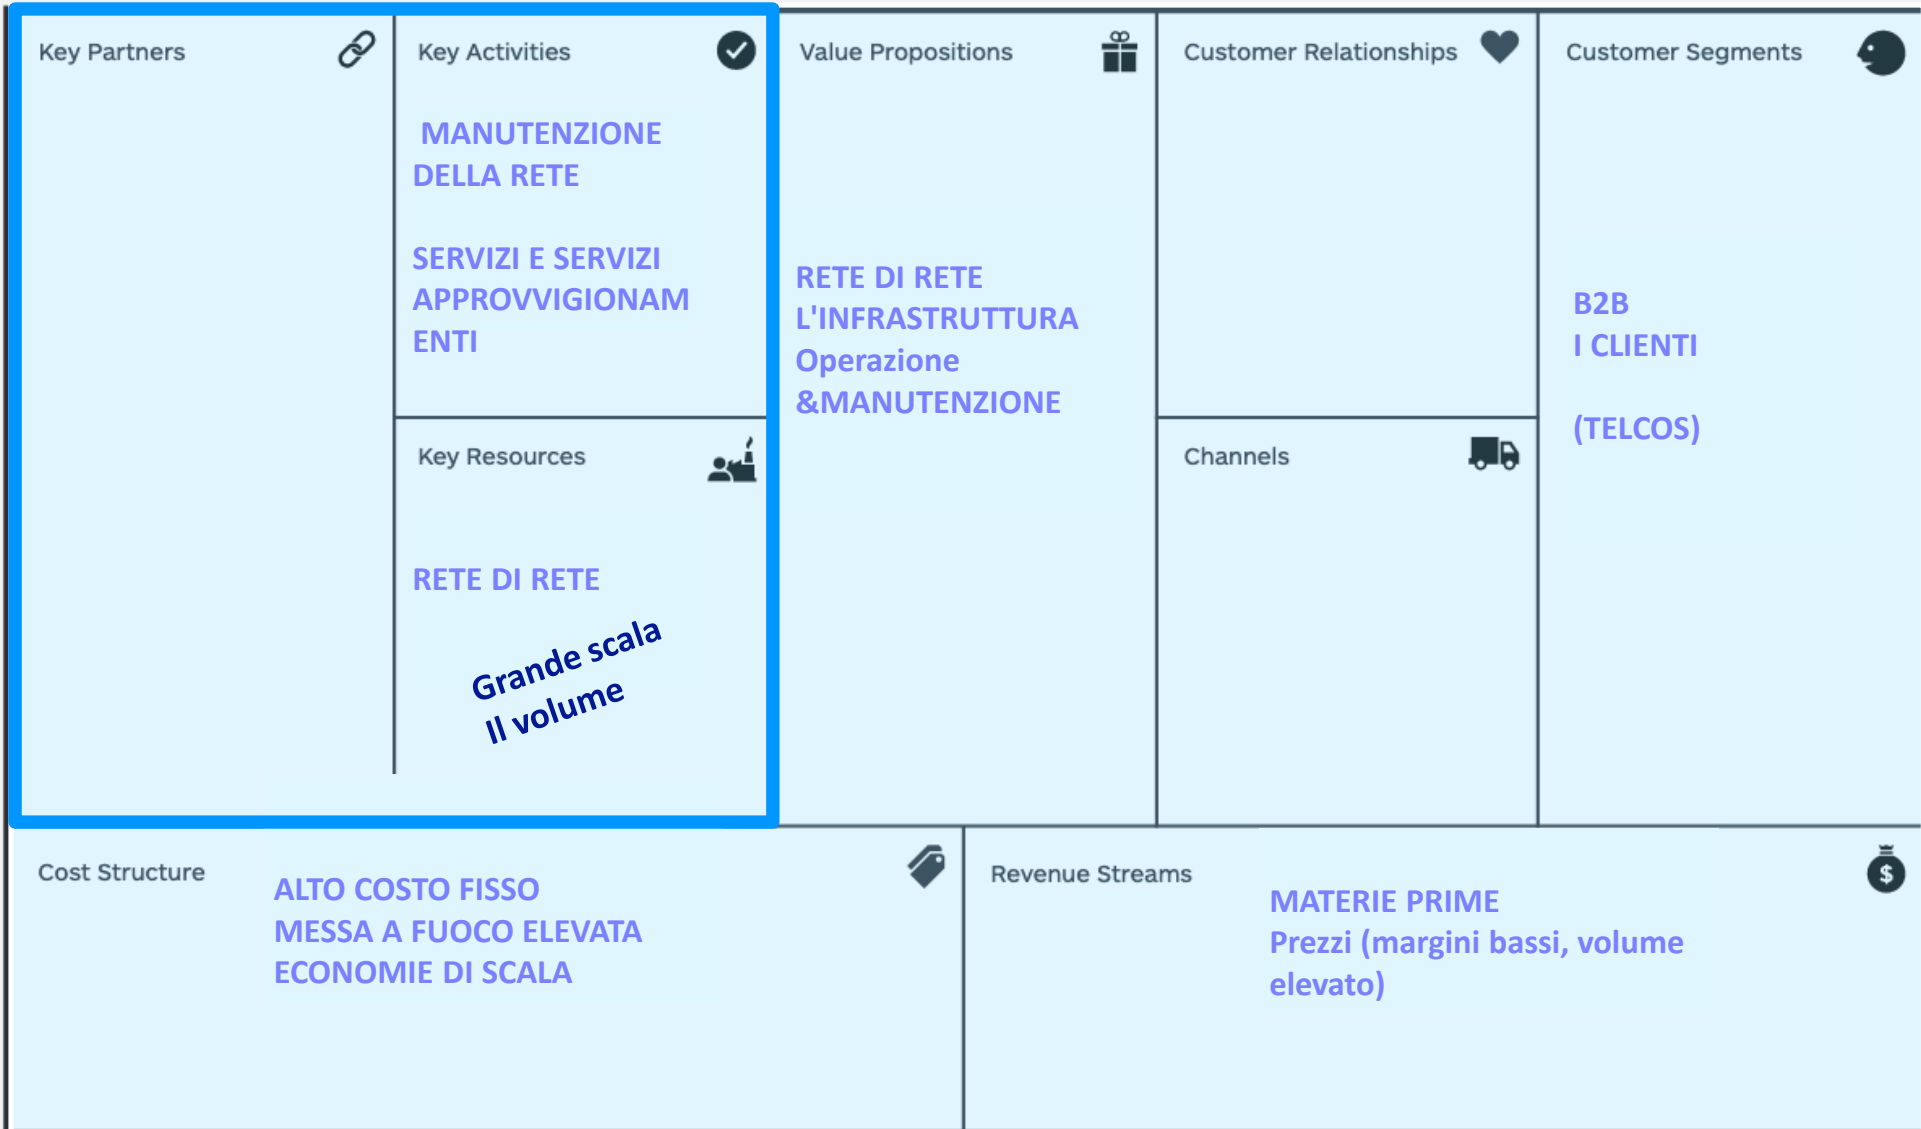 Key Partners
Key Activities
MANUTENZIONE
DELLA RETE
SERVIZI E SERVIZI
APPROVVIGIONAM
ENTI
Key Resources
RETE DI RETE
Grande scala
Il volume
Value Propositions
RETE DI RETE
L'INFRASTRUTTURA
Operazione
&MANUTENZIONE
Customer Relationships
Channels
Customer Segments
B2B
I CLIENTI
(TELCOS)
Cost Structure
ALTO COSTO FISSO
MESSA A FUOCO ELEVATA
ECONOMIE DI SCALA
Revenue Streams
$
MATERIE PRIME
Prezzi (margini bassi, volume
elevato)